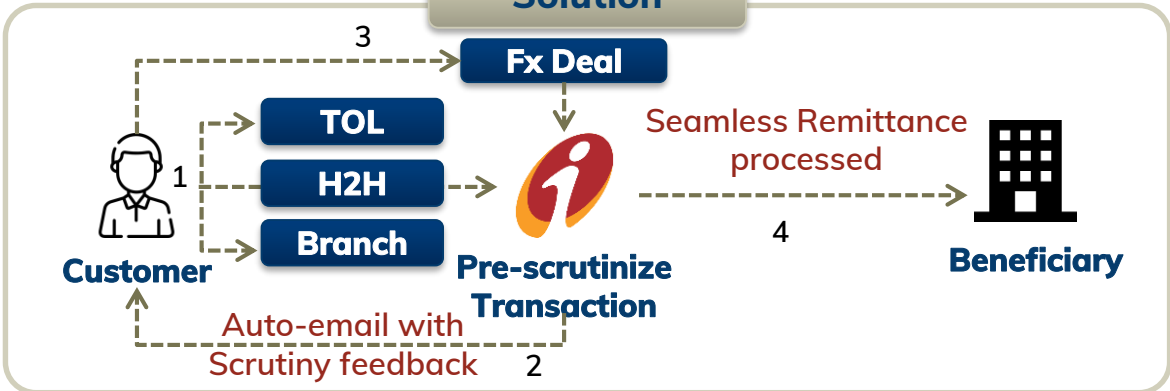 Solution
3
Fx Deal
TOL
Seamless Remittance
processed
1
H2H
Branch
4
Customer
Pre-scrutinize
Transaction
Beneficiary
Auto-email with
Scrutiny feedback
2